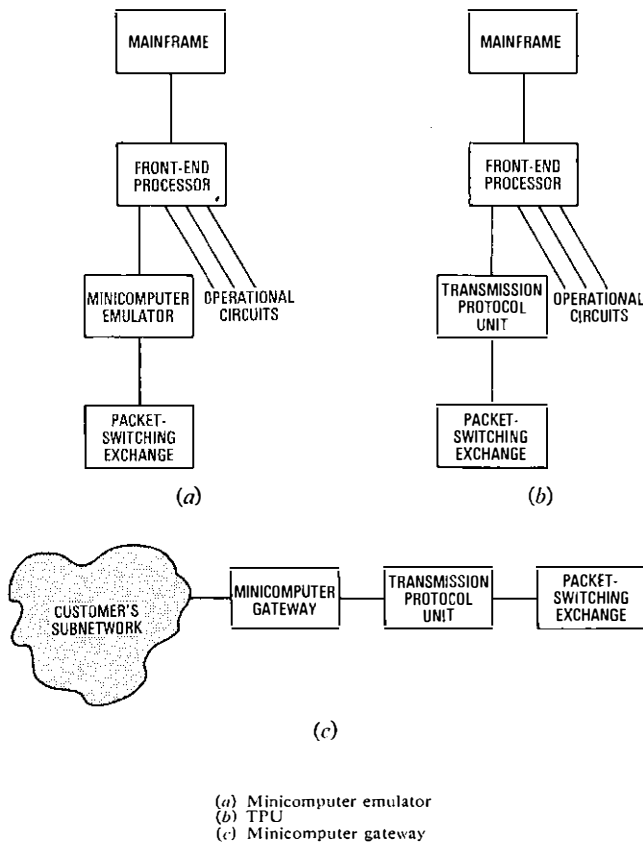 MAINFRAME
FRONT-END
PROCESSOR
MINICOMPUTER
EMULATOR
OPERATIONAL
CIRCUITS
PACKET-
SWITCHING
EXCHANGE
(a)
MAINFRAME
FRONT-END
PROCESSOR
TRANSMISSION
PROTOCOL
UNIT
OPERATIONAL
CIRCUITS
PACKET-
SWITCHING
EXCHANGE
(b)
CUSTOMER'S
SUBNETWORK
MINICOMPUTER
GATEWAY
TRANSMISSION
PROTOCOL
UNIT
PACKET-
SWITCHING
EXCHANGE
(c)
(a) Minicomputer emulator
(b) TPU
(c) Minicomputer gateway